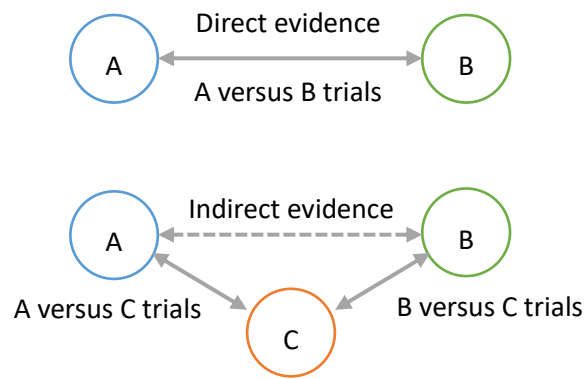 Direct evidence
A
B
A versus B trials
Indirect evidence
A
B
A versus C trials
B versus C trials
C